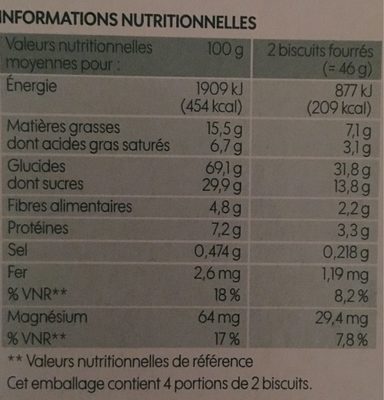 INFORMATIONS NUTRITIONNELLES
Valeurs nutritionnelles 100 g 2 biscuits fourrés
moyennes pour : (= 46 g)
Énergie 1909 kJ 877 kJ
(454 kcal) (209 kcal)
Matières grasses 15,5 g 7,1 g
dont acides gras saturés 6,7 g 3,1 g
Glucides 69,1 g 31,8 g
dont sucres 29,9 g 13,8 g
Fibres alimentaires 4,8 g 2,2 g
Protéines 7,2 g 3,3 g
Sel 0,474 g 0,218 g
Fer 2,6 mg 1,19 mg
% VNR** 18 % 8,2 %
Magnésium 64 mg 29,4 mg
% VNR** 17 % 7,8 %
** Valeurs nutritionnelles de référence
Cet emballage contient 4 portions de 2 biscuits.